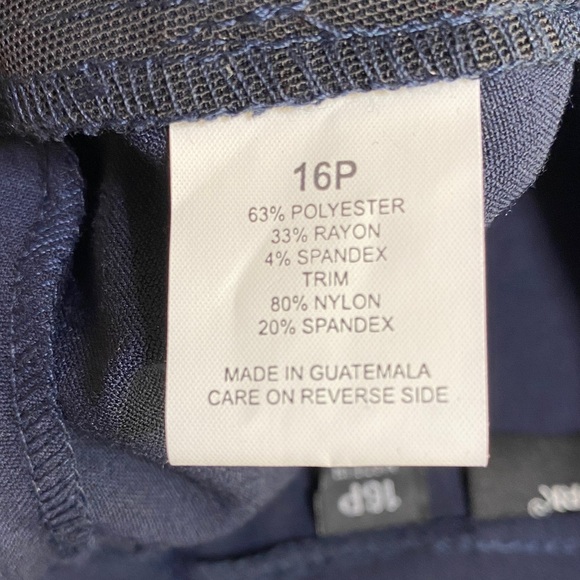 16P
63% POLYESTER
33% RAYON
4% SPANDEX
TRIM
80% NYLON
20% SPANDEX
MADE IN GUATEMALA
CARE ON REVERSE SIDE
16P